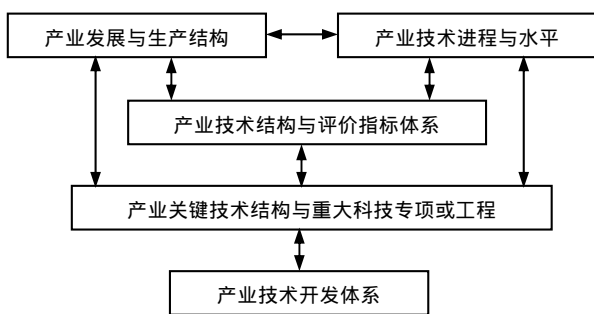 产业发展与生产结构
产业技术进程与水平
产业技术结构与评价指标体系
产业关键技术结构与重大科技专项或工程
产业技术开发体系